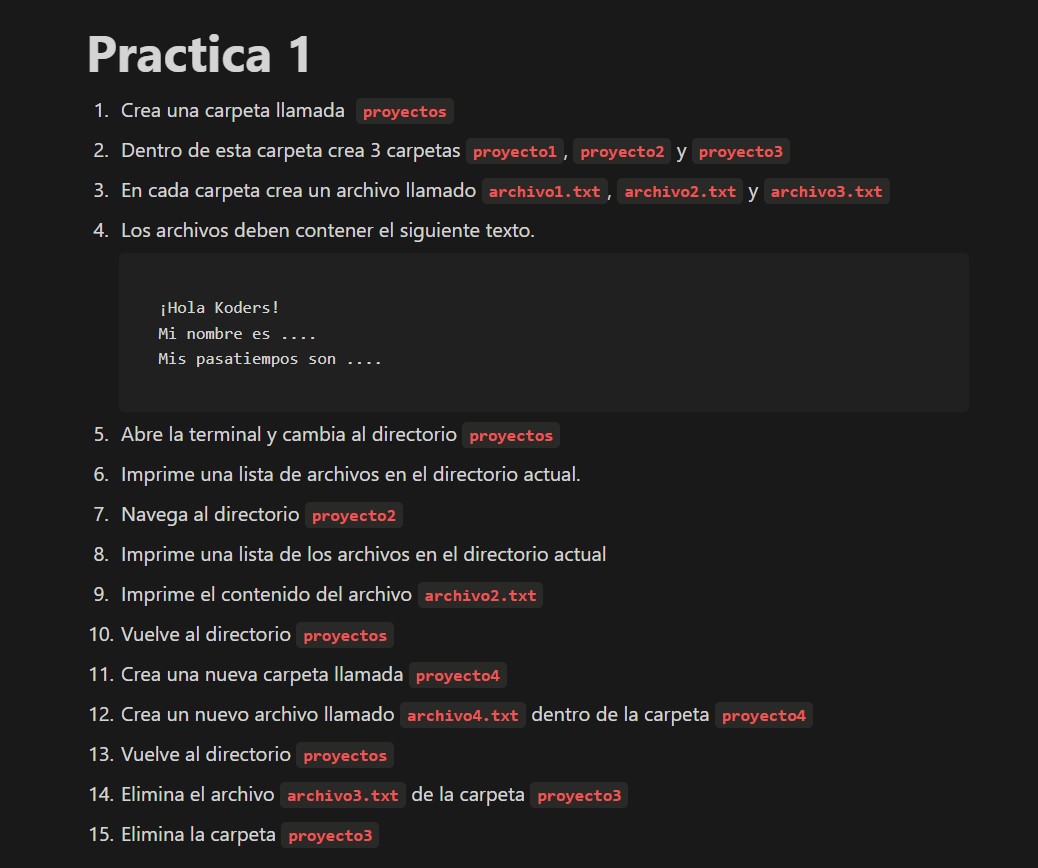 Practica 1
1. Crea una carpeta llamada proyectos
2. Dentro de esta carpeta crea 3 carpetas proyecto1, proyecto2 y proyecto3
3. En cada carpeta crea un archivo llamado archivo1.txt, archivo2.txt y archivo3.txt
4. Los archivos deben contener el siguiente texto.
¡Hola Koders!
Mi nombre es ....
Mis pasatiempos son ....
5. Abre la terminal y cambia al directorio proyectos
6. Imprime una lista de archivos en el directorio actual.
7. Navega al directorio proyecto2
8. Imprime una lista de los archivos en el directorio actual
9. Imprime el contenido del archivo archivo2.txt
10. Vuelve al directorio proyectos
11. Crea una nueva carpeta llamada proyecto4
12. Crea un nuevo archivo llamado archivo4.txt dentro de la carpeta proyecto4
13. Vuelve al directorio proyectos
14. Elimina el archivo archivo3.txt de la carpeta proyecto3
15. Elimina la carpeta proyecto3